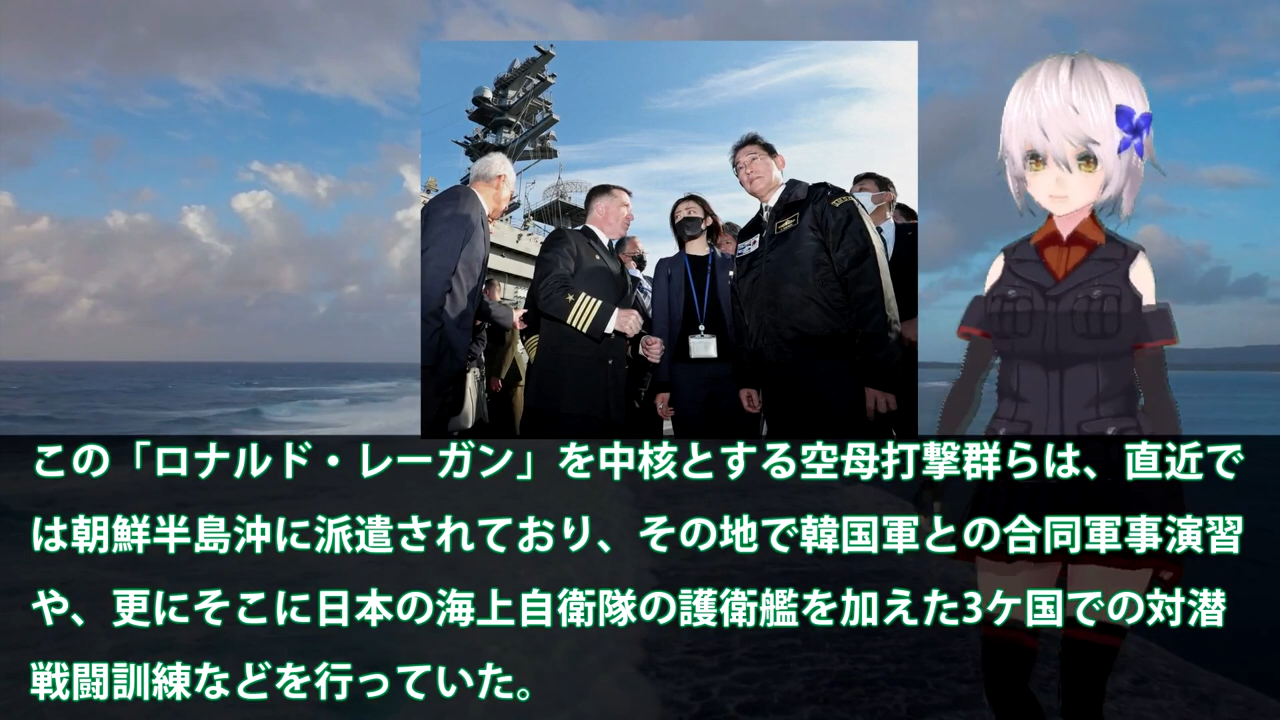 この「ロナルド・レーガン」を中核とする空母打撃群らは、直近で
は朝鮮半島沖に派遣されており、その地で韓国軍との合同軍事演習
や、更にそこに日本の海上自衛隊の護衛艦を加えた3ケ国での対潜
戦闘訓練などを行っていた。